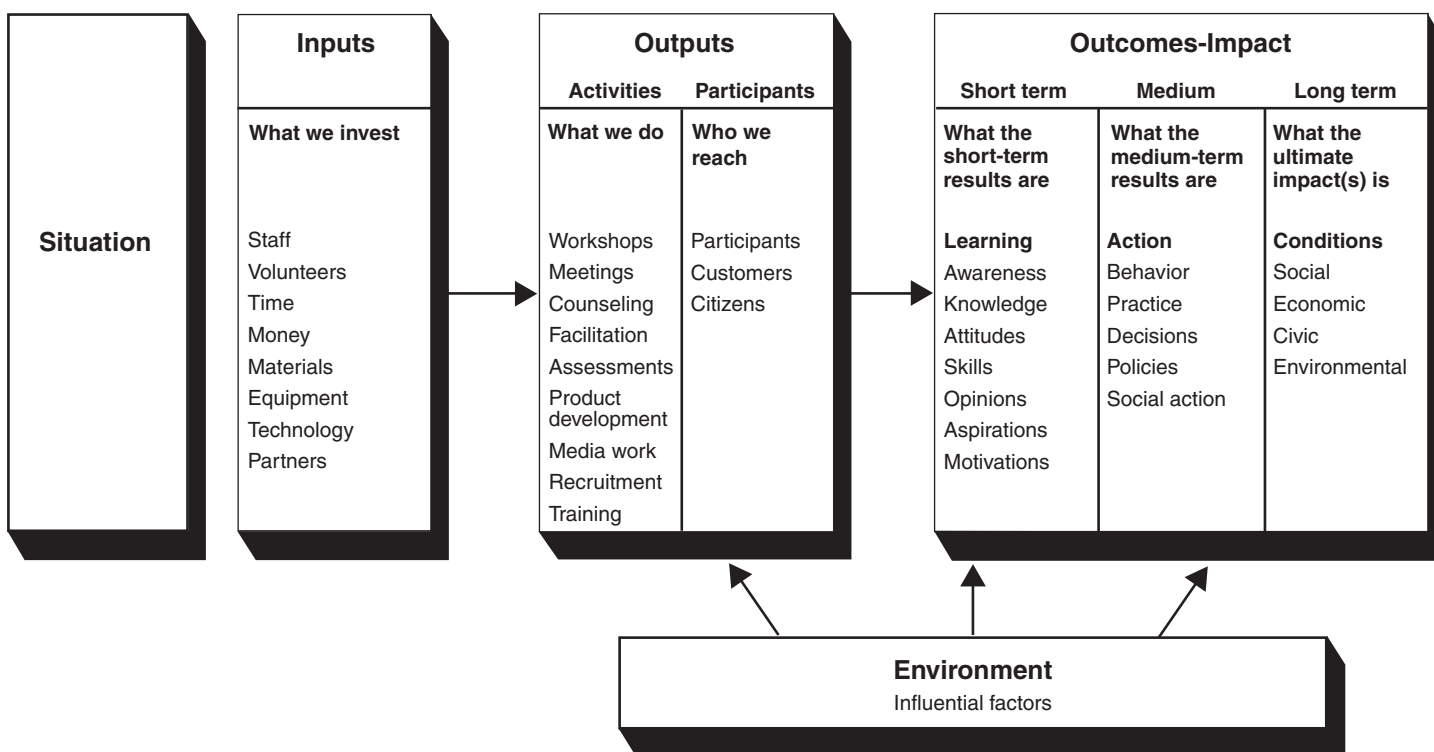 Situation
Inputs
What we invest
Staff
Volunteers
Time
Money
Materials
Equipment
Technology
Partners
Outputs
Activities
What we do
Workshops
Meetings
Counseling
Facilitation
Assessments
Product
development
Media work
Recruitment
Training
Participants
Who we
reach
Participants
Customers
Citizens
Outcomes-Impact
Short term
What the
short-term
results are
Learning
Awareness
Knowledge
Attitudes
Skills
Opinions
Aspirations
Motivations
Medium
What the
medium-term
results are
Action
Behavior
Practice
Decisions
Policies
Social action
Long term
What the
ultimate
impact(s) is
Conditions
Social
Economic
Civic
Environmental
Environment
Influential factors